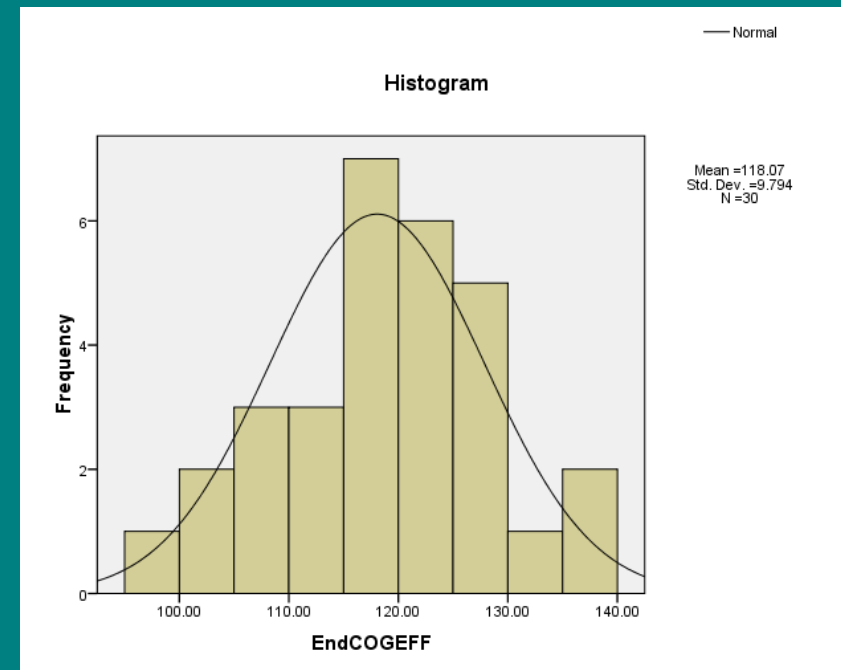 Normal
Histogram
Mean =118.07
Std. Dev. =9.794
N =30
6
4
2
0
Frequency
100.00 110.00 120.00 130.00 140.00
EndCOGEFF